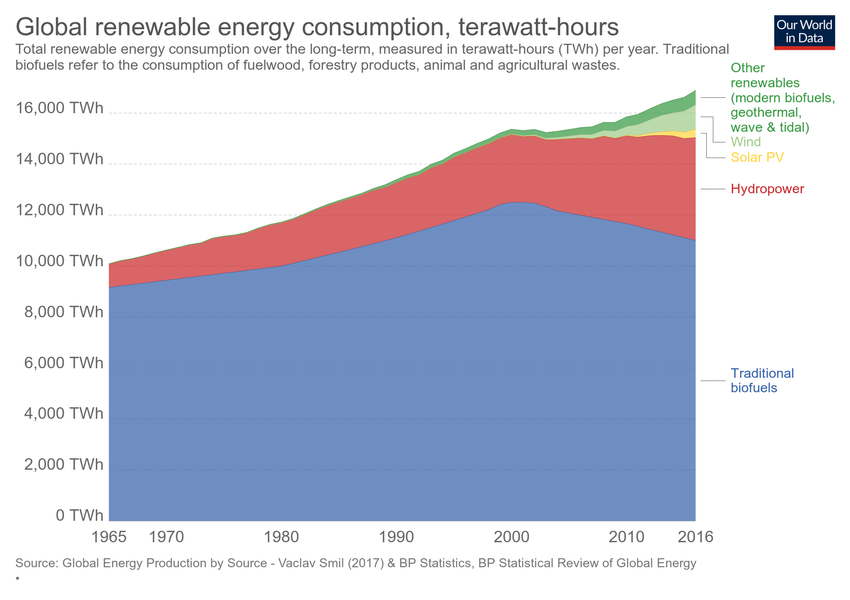 Global renewable energy consumption, terawatt-hours
Our World
in Data
Total renewable energy consumption over the long-term, measured in terawatt-hours (TWh) per year. Traditional
biofuels refer to the consumption of fuelwood, forestry products, animal and agricultural wastes.
Other
renewables
(modern biofuels,
geothermal,
wave & tidal)
Wind
Solar PV
Hydropower
Traditional
biofuels
16,000 TWh
14,000 TWh
12,000 TWh
10,000 TWh
8,000 TWh
6,000 TWh
4,000 TWh
2,000 TWh
0 TWh
1965 1970 1980 1990 2000 2010 2016
Source: Global Energy Production by Source - Vaclav Smil (2017) & BP Statistics, BP Statistical Review of Global Energy
•